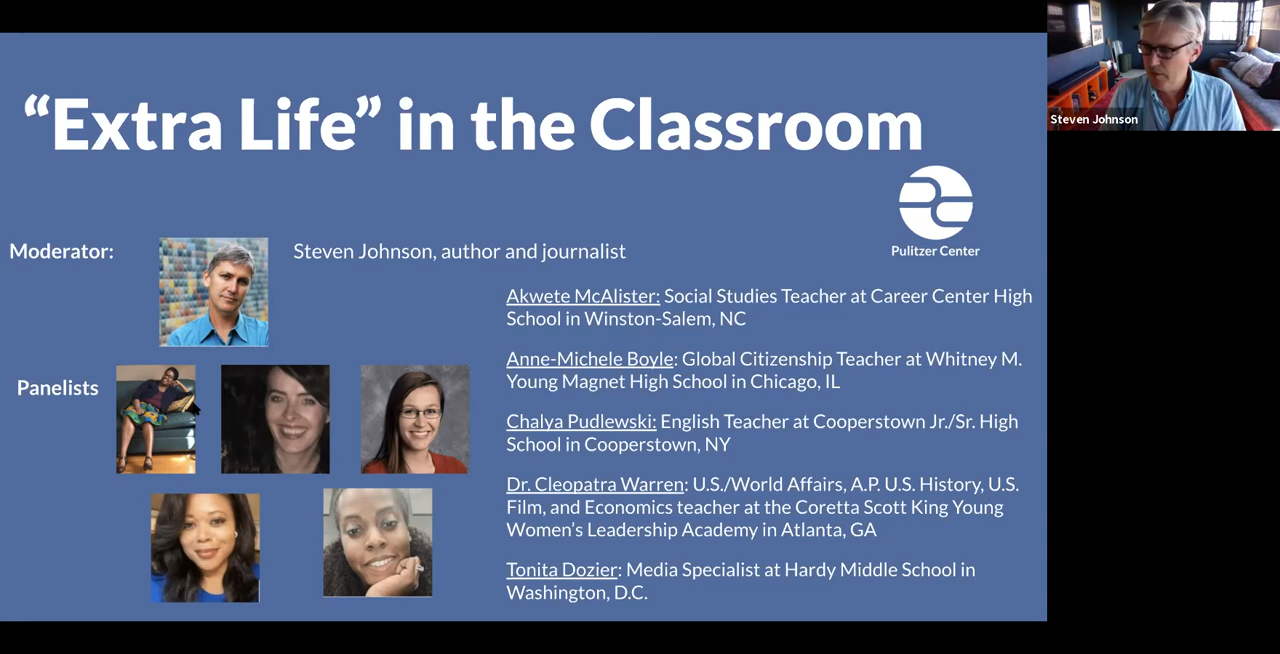 “Extra Life” in the Classroom
Steven Johnson
Pulitzer Center
Moderator:
Steven Johnson, author and journalist
Panelists
Akwete McAlister: Social Studies Teacher at Career Center High
School in Winston-Salem, NC
Anne-Michele Boyle: Global Citizenship Teacher at Whitney M.
Young Magnet High School in Chicago, IL
Chalya Pudlewski: English Teacher at Cooperstown Jr./Sr. High
School in Cooperstown, NY
Dr. Cleopatra Warren: U.S./World Affairs, A.P. U.S. History, U.S.
Film, and Economics teacher at the Coretta Scott King Young
Women’s Leadership Academy in Atlanta, GA
Tonita Dozier: Media Specialist at Hardy Middle School in
Washington, D.C.